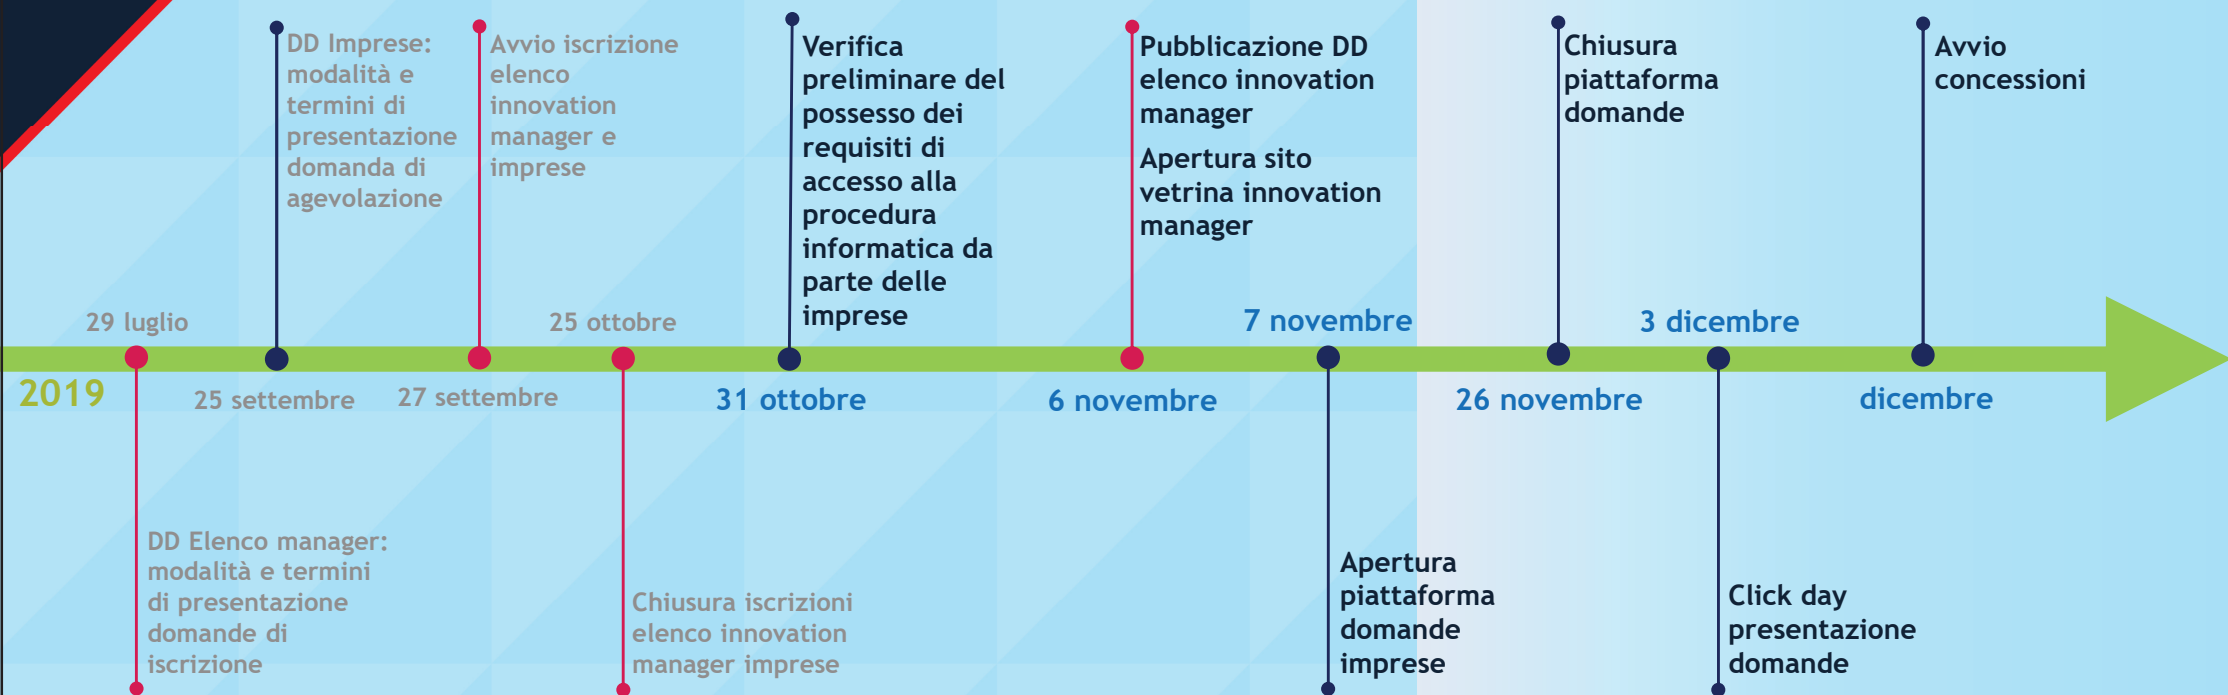 DD Imprese:
modalità e
termini di
presentazione
domanda di
agevolazione
Avvio iscrizione
elenco
innovation
manager e
imprese
Verifica
preliminare del
possesso dei
requisiti di
accesso alla
procedura
informatica da
parte delle
imprese
Pubblicazione DD
elenco innovation
manager
Apertura sito
vetrina innovation
manager
Chiusura
piattaforma
domande
Avvio
concessioni
29 luglio
25 ottobre
7 novembre
3 dicembre
2019
25 settembre
27 settembre
31 ottobre
6 novembre
26 novembre
dicembre
DD Elenco manager:
modalità e termini
di presentazione
domande di
iscrizione
Chiusura iscrizioni
elenco innovation
manager imprese
Apertura
piattaforma
domande
imprese
Click day
presentazione
domande